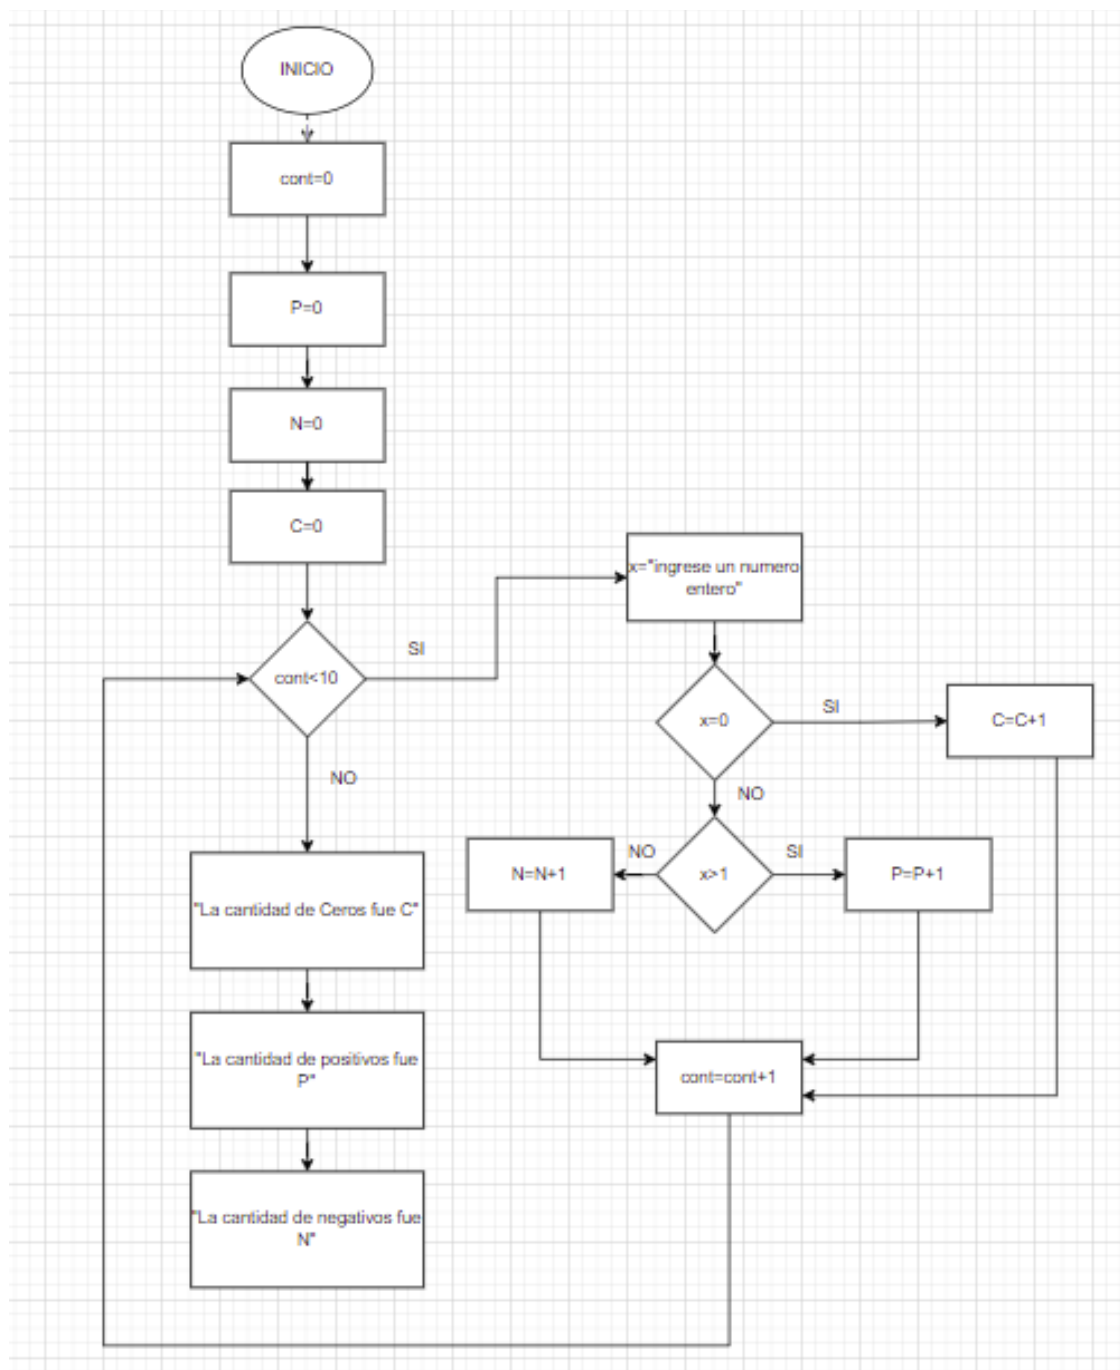 INICIO
cont=0
P=0
N=0
C=0
cont<10
SI
NO
x="ingrese un numero
entero"
x=0
SI
C=C+1
NO
x>1
NO
N=N+1
SI
P=P+1
cont=cont+1
"La cantidad de Ceros fue C"
"La cantidad de positivos fue
P"
"La cantidad de negativos fue
N"